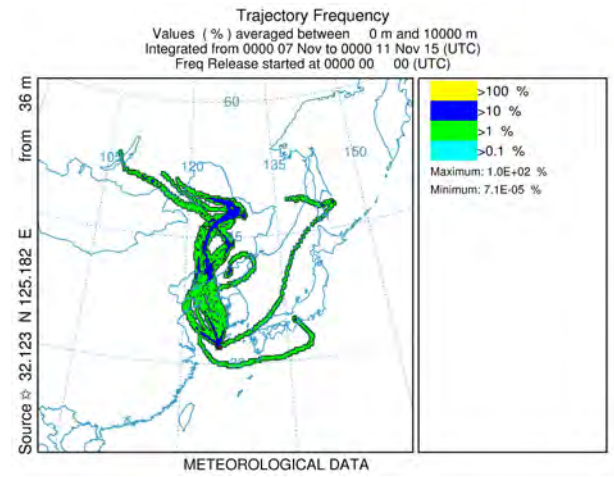 Trajectory Frequency
Values ( % ) averaged between 0 m and 10000 m
Integrated from 0000 07 Nov to 0000 11 Nov 15 (UTC)
Freq Release started at 0000 00 00 (UTC)
Source ☆ 32.123 N 125.182 E from 36 m
60
120
135
150
>100 %
>10 %
>1 %
>0.1 %
Maximum: 1.0E+02 %
Minimum: 7.1E-05 %
METEOROLOGICAL DATA